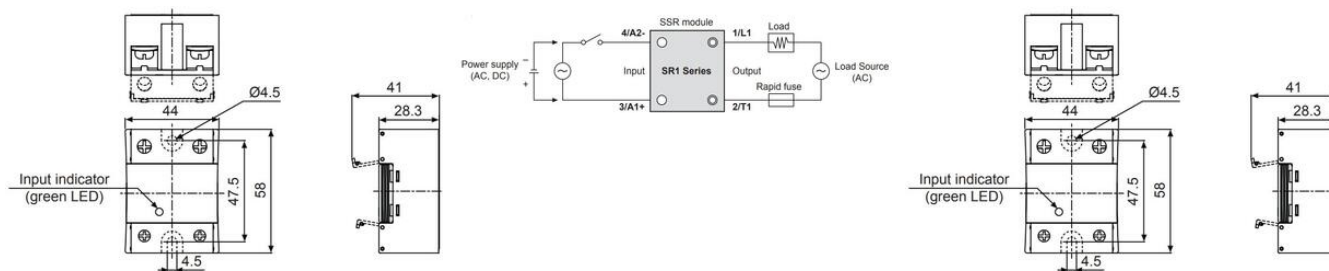 Ø4.5
44
Input indicator
(green LED)
47.5
58
4.5
41
28.3
SSR module
4/A2-
1/L1
Load
Power supply
(AC, DC)
−
+
Input
SR1 Series
Output
Load Source
(AC)
Rapid fuse
3/A1+
2/T1
Ø4.5
44
Input indicator
(green LED)
47.5
58
4.5
41
28.3